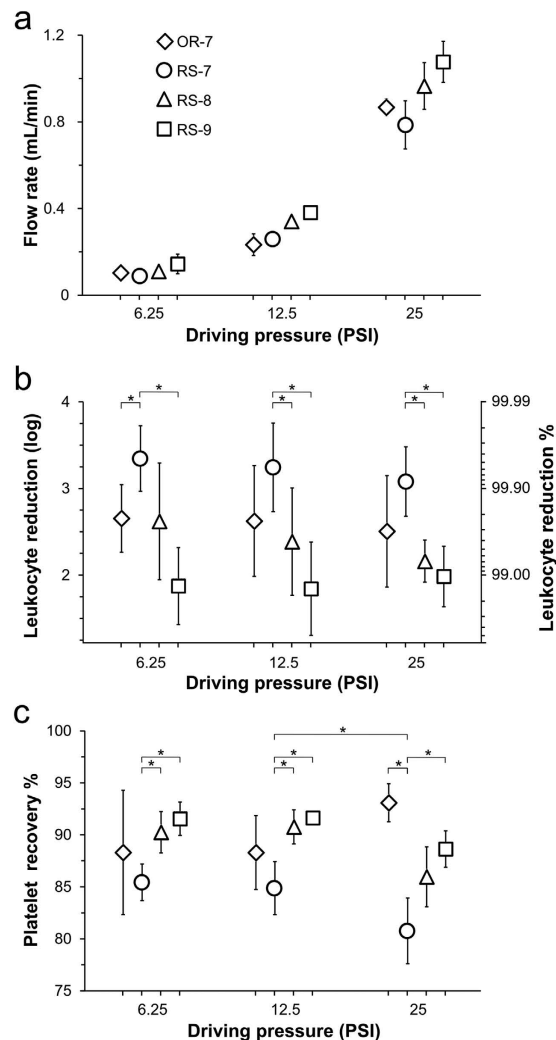 a
Flow rate (mL/min)
1.2
0.8
0.4
0
OR-7
RS-7
RS-8
RS-9
6.25 12.5 25
Driving pressure (PSI)
b
Leukocyte reduction (log)
4
3
2
* * * * * *
99.99
99.90
99.00
Leukocyte reduction %
6.25 12.5 25
Driving pressure (PSI)
c
Platelet recovery %
100
95
90
85
80
75
*
* * * * * *
6.25 12.5 25
Driving pressure (PSI)